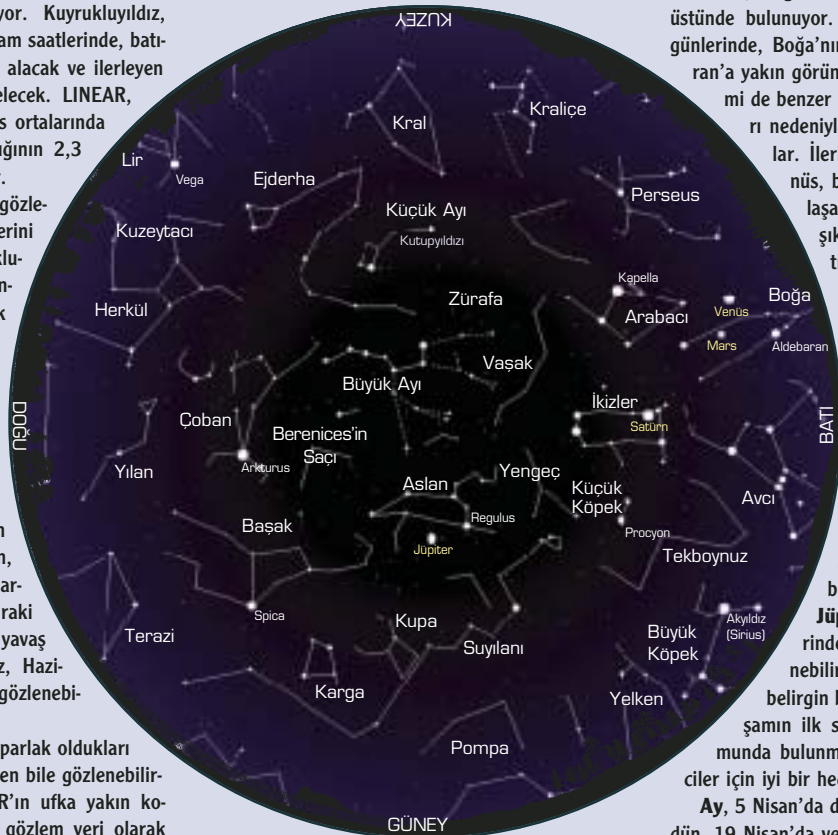 yor. Kuyrukluyıldız,
am saatlerinde, batı-
alacak ve ilerleyen
elecek. LINEAR,
s ortalarında
ığının 2,3
gözle-
erini
klu-
n-
k
n
n,
ar-
raki
yavaş
z, Hazi-
gözlenebi-
parlak oldukları
en bile gözlenebilir-
R'ın ufka yakın ko-
gözlem yeri olarak
KUZEY
Kral
Kraliçe
Lir
Vega
Ejderha
Perseus
Küçük Ayı
Kutupyıldızı
Kuzeytacı
Kapella
Zürafa
Boğa
Herkül
Arabacı
Venüs
Mars
Aldebaran
Vaşak
Büyük Ayı
İkizler
Satürn
DOĞU
BATI
Çoban
Berenices'in
Saçı
Arkturus
Yılan
Aslan
Yengeç
Küçük
Köpek
Avcı
Regulus
Başak
Procyon
Jüpiter
Tekboynuz
Spica
Kupa
Akyıldız
(Sirius)
Terazi
Suyılanı
Büyük
Köpek
Karga
Yelken
Pompa
GÜNEY
üstünde bulunuyor.
günlerinde, Boğa'nı
ran'a yakın görün
mi de benzer
rı nedeniyl
lar. İler
nüs, b
laşa
şık
t
b
Jüp
rinde
nebilir
belirgin b
şamın ilk s
munda bulunm
ciler için iyi bir hed
Ay, 5 Nisan'da d
dün, 19 Nisan'da ye